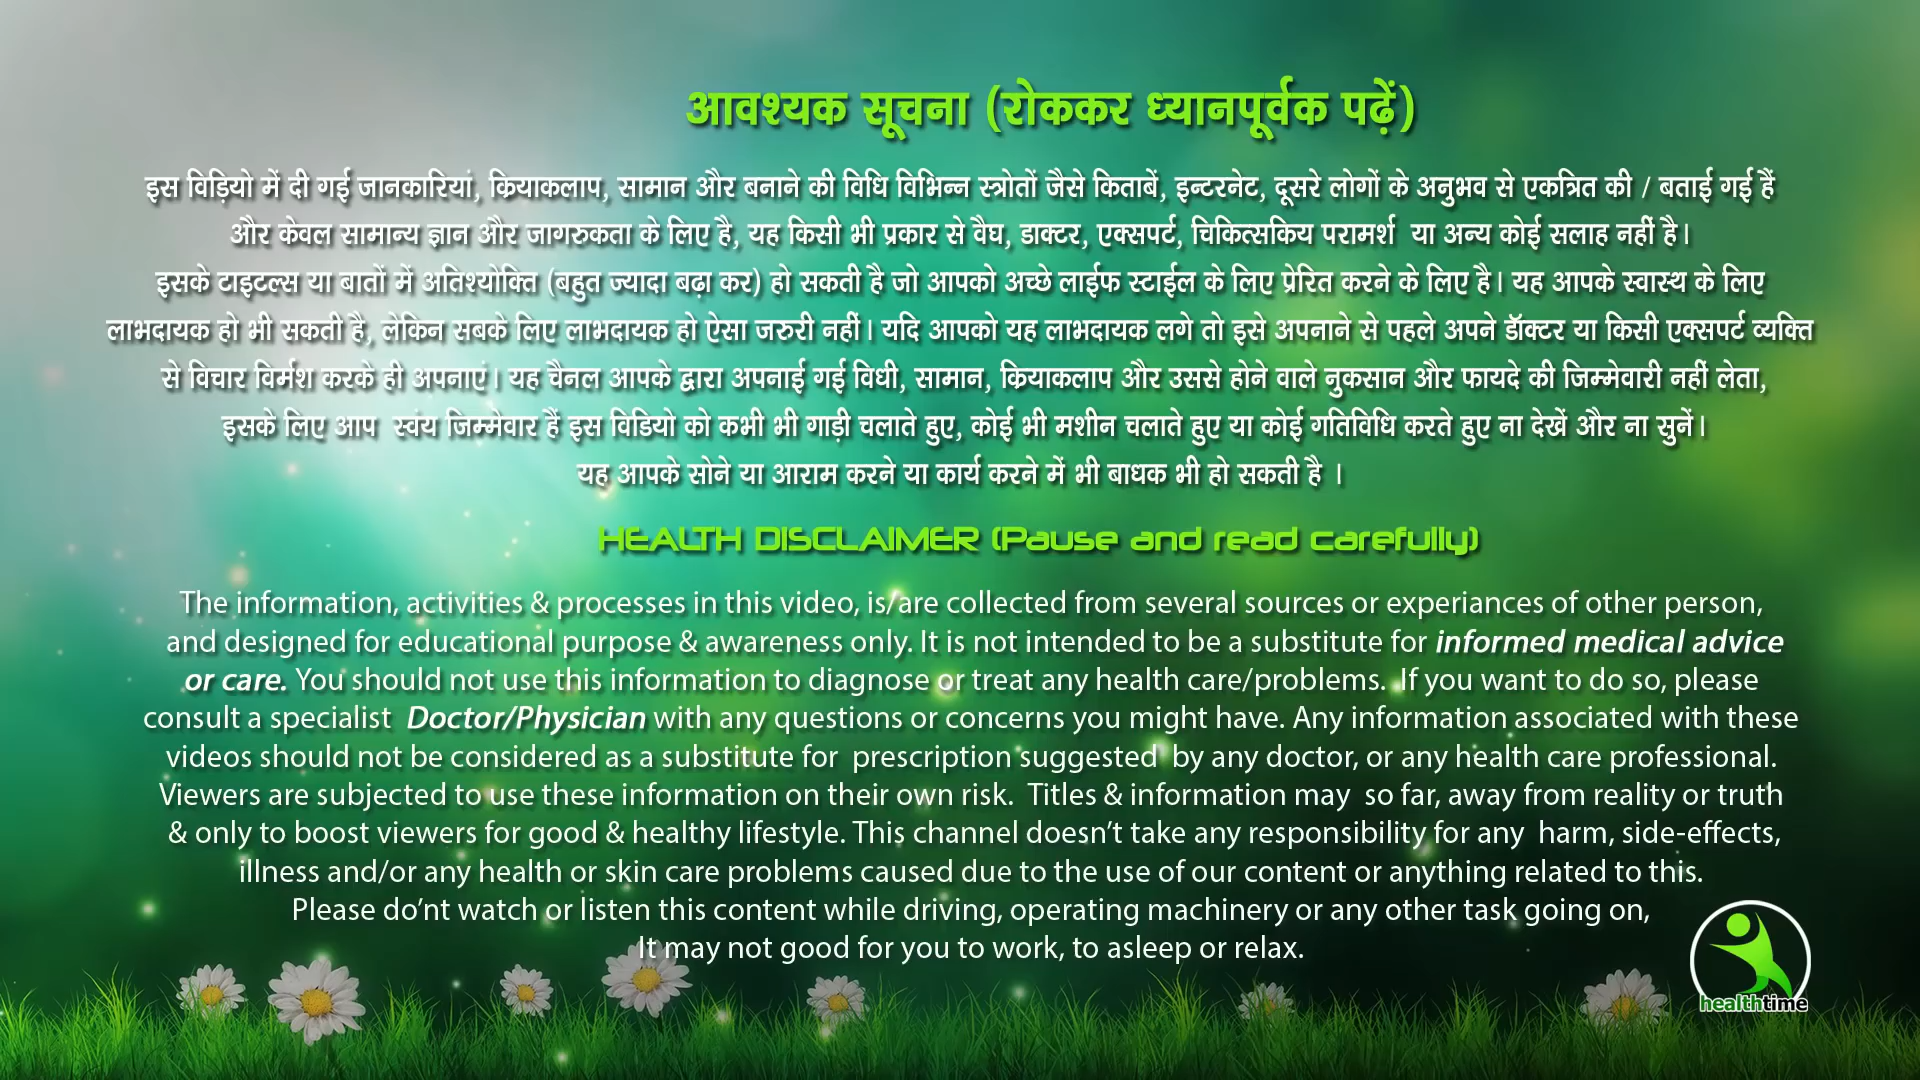 आवश्यक सूचना (रोककर ध्यानपूर्वक पढ़ें)
इस विड़ियो में दी गई जानकारियां, क्रियाकलाप, सामान और बनाने की विधि विभिन्न स्त्रोतों जैसे किताबें, इन्टरनेट, दूसरे लोगों के अनुभव से एकत्रित की / बताई गई हैं
और केवल सामान्य ज्ञान और जागरुकता के लिए है, यह किसी भी प्रकार से वैघ, डाक्टर, एक्सपर्ट, चिकित्सकिय परामर्श या अन्य कोई सलाह नहीं है।
इसके टाइटल्स या बातों में अतिश्योक्ति (बहुत ज्यादा बढ़ा कर) हो सकती है जो आपको अच्छे लाईफ स्टाईल के लिए प्रेरित करने के लिए है। यह आपके स्वास्थ के लिए
लाभदायक हो भी सकती है, लेकिन सबके लिए लाभदायक हो ऐसा जरुरी नहीं। यदि आपको यह लाभदायक लगे तो इसे अपनाने से पहले अपने डॉक्टर या किसी एक्सपर्ट व्यक्ति
से विचार विर्मश करके ही अपनाएं। यह चैनल आपके द्वारा अपनाई गई विधी, सामान, क्रियाकलाप और उससे होने वाले नुकसान और फायदे की जिम्मेवारी नहीं लेता,
इसके लिए आप स्वंय जिम्मेवार हैं इस विडियो को कभी भी गाड़ी चलाते हुए, कोई भी मशीन चलाते हुए या कोई गतिविधि करते हुए ना देखें और ना सुनें।
यह आपके सोने या आराम करने या कार्य करने में भी बाधक भी हो सकती है ।
HEALTH DISCLAIMER (Pause and read carefully)
The information, activities & processes in this video, is/are collected from several sources or experiances of other person,
and designed for educational purpose & awareness only. It is not intended to be a substitute for informed medical advice
or care. You should not use this information to diagnose or treat any health care/problems. If you want to do so, please
consult a specialist Doctor/Physician with any questions or concerns you might have. Any information associated with these
videos should not be considered as a substitute for prescription suggested by any doctor, or any health care professional.
Viewers are subjected to use these information on their own risk. Titles & information may so far, away from reality or truth
& only to boost viewers for good & healthy lifestyle. This channel doesn’t take any responsibility for any harm, side-effects,
illness and/or any health or skin care problems caused due to the use of our content or anything related to this.
Please do’nt watch or listen this content while driving, operating machinery or any other task going on,
It may not good for you to work, to asleep or relax.
healthtime